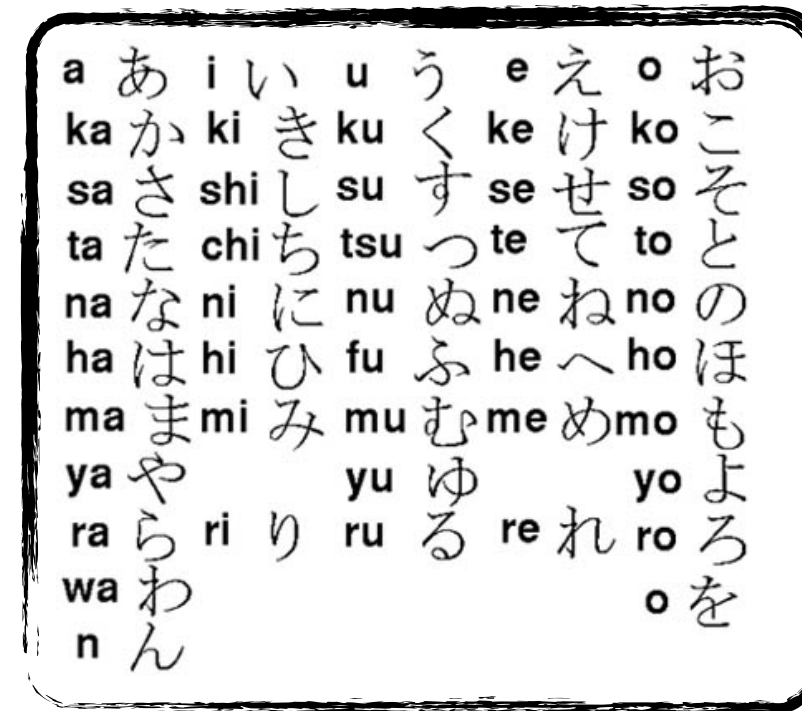 a あ i い u う e え o お
ka か ki き ku く ke け ko こ
sa さ shi し su す se せ so そ
ta た chi ち tsu つ te て to と
na な ni に nu ぬ ne ね no の
ha は hi ひ fu ふ he へ ho ほ
ma ま mi み mu む me め mo も
ya や yu ゆ yo よ
ra ら ri り ru る re れ ro ろ
wa わ o を
n ん